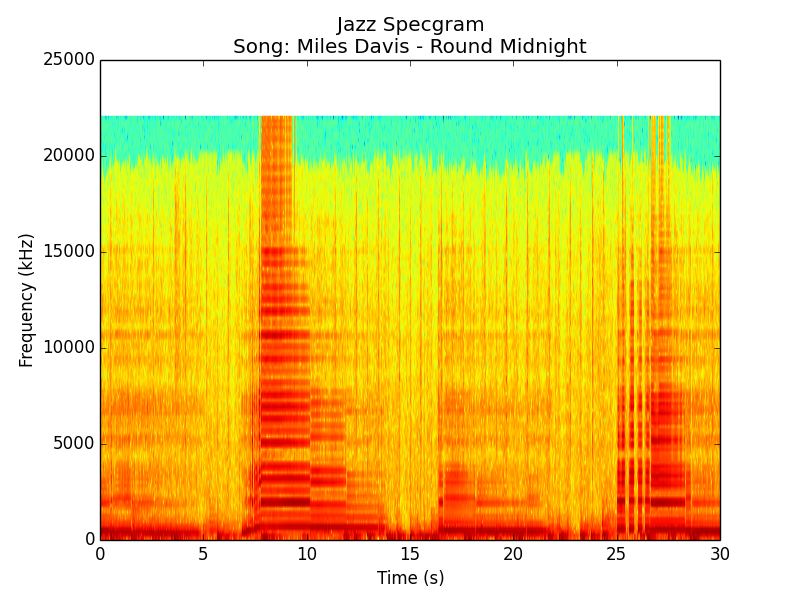 Jazz Specgram
Song: Miles Davis - Round Midnight
25000
20000
15000
10000
5000
0
Frequency (kHz)
0 5 10 15 20 25 30
Time (s)